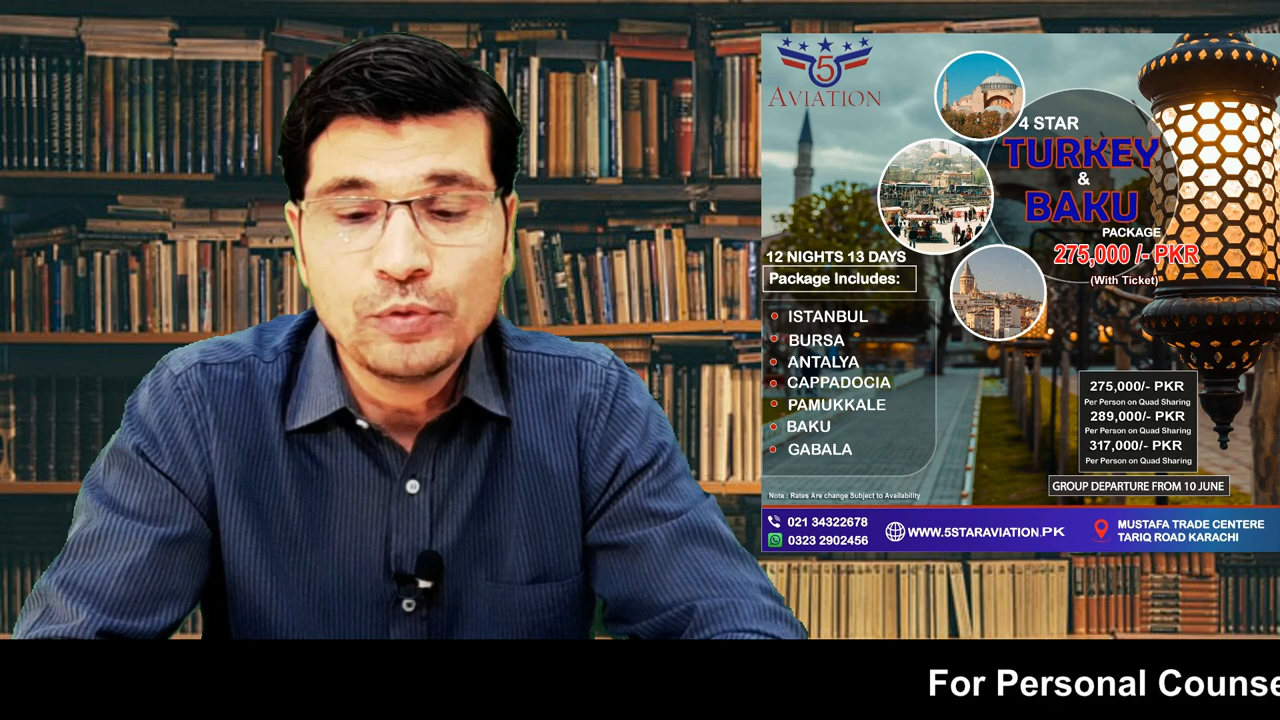 5
AVIATION
4 STAR
TURKEY
&
BAKU
PACKAGE
275,000 /- PKR
(With Ticket)
12 NIGHTS 13 DAYS
Package Includes:
ISTANBUL
BURSA
ANTALYA
CAPPADOCIA
PAMUKKALE
BAKU
GABALA
275,000/- PKR
Per Person on Quad Sharing
289,000/- PKR
Per Person on Quad Sharing
317,000/- PKR
Per Person on Quad Sharing
GROUP DEPARTURE FROM 10 JUNE
Note : Rates Are change Subject to Availability
021 34322678
0323 2902456
WWW.5STARAVIATION.PK
MUSTAFA TRADE CENTERE
TARIQ ROAD KARACHI
For Personal Counse